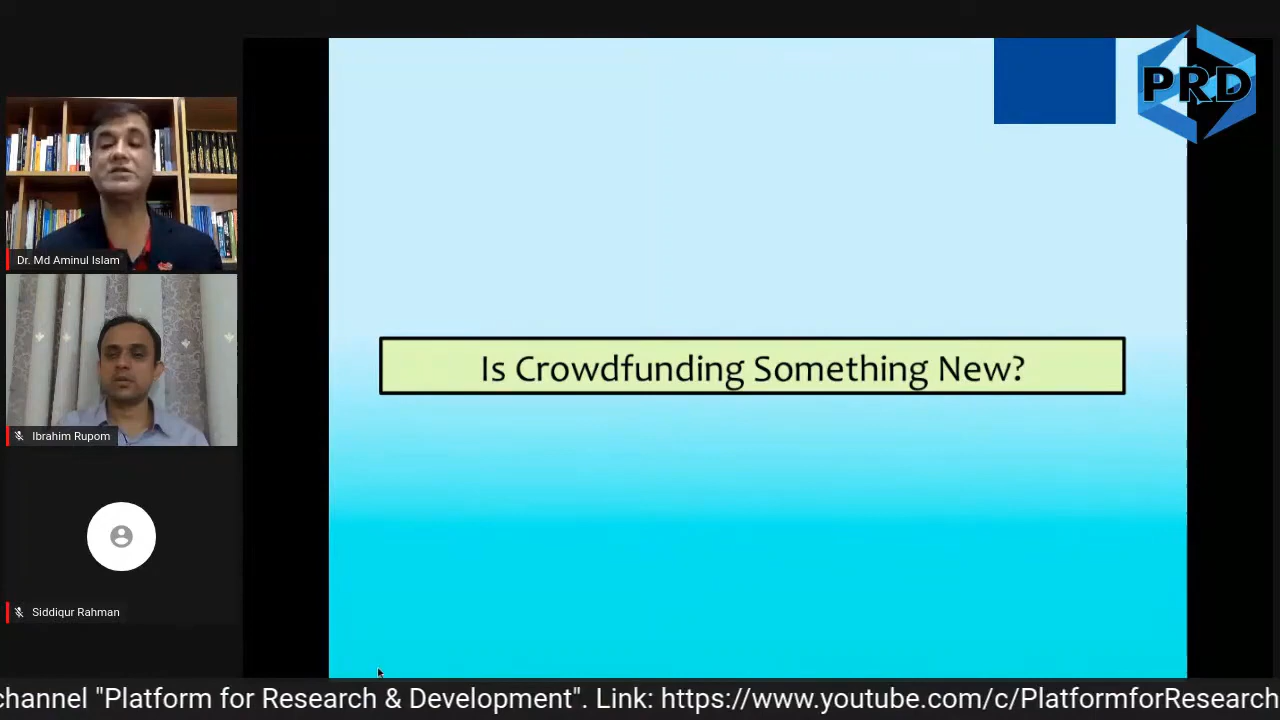 PRD
Dr. Md Aminul Islam
Is Crowdfunding Something New?
Ibrahim Rupom
Siddiqur Rahman
channel "Platform for Research & Development". Link: https://www.youtube.com/c/PlatformforResearch